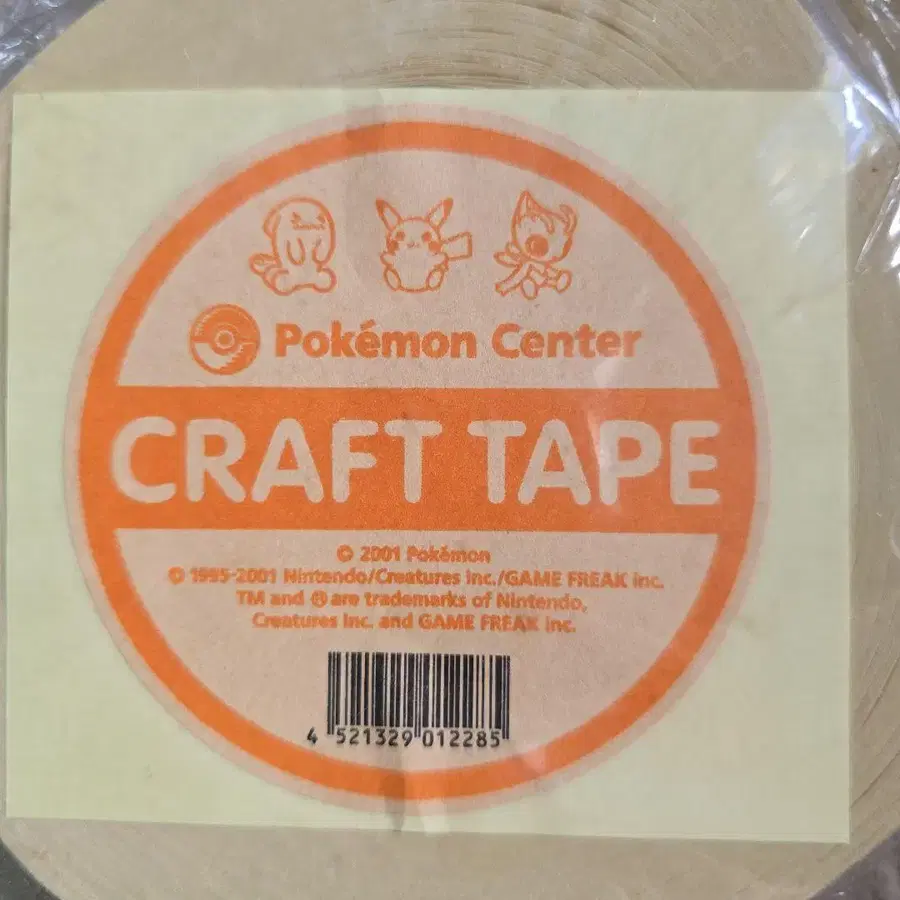 Pokémon Center
CRAFT TAPE
© 2001 Pokémon
© 1995-2001 Nintendo/Creatures Inc./GAME FREAK inc.
TM and ® are trademarks of Nintendo,
Creatures Inc. and GAME FREAK inc.
4 521329 012285